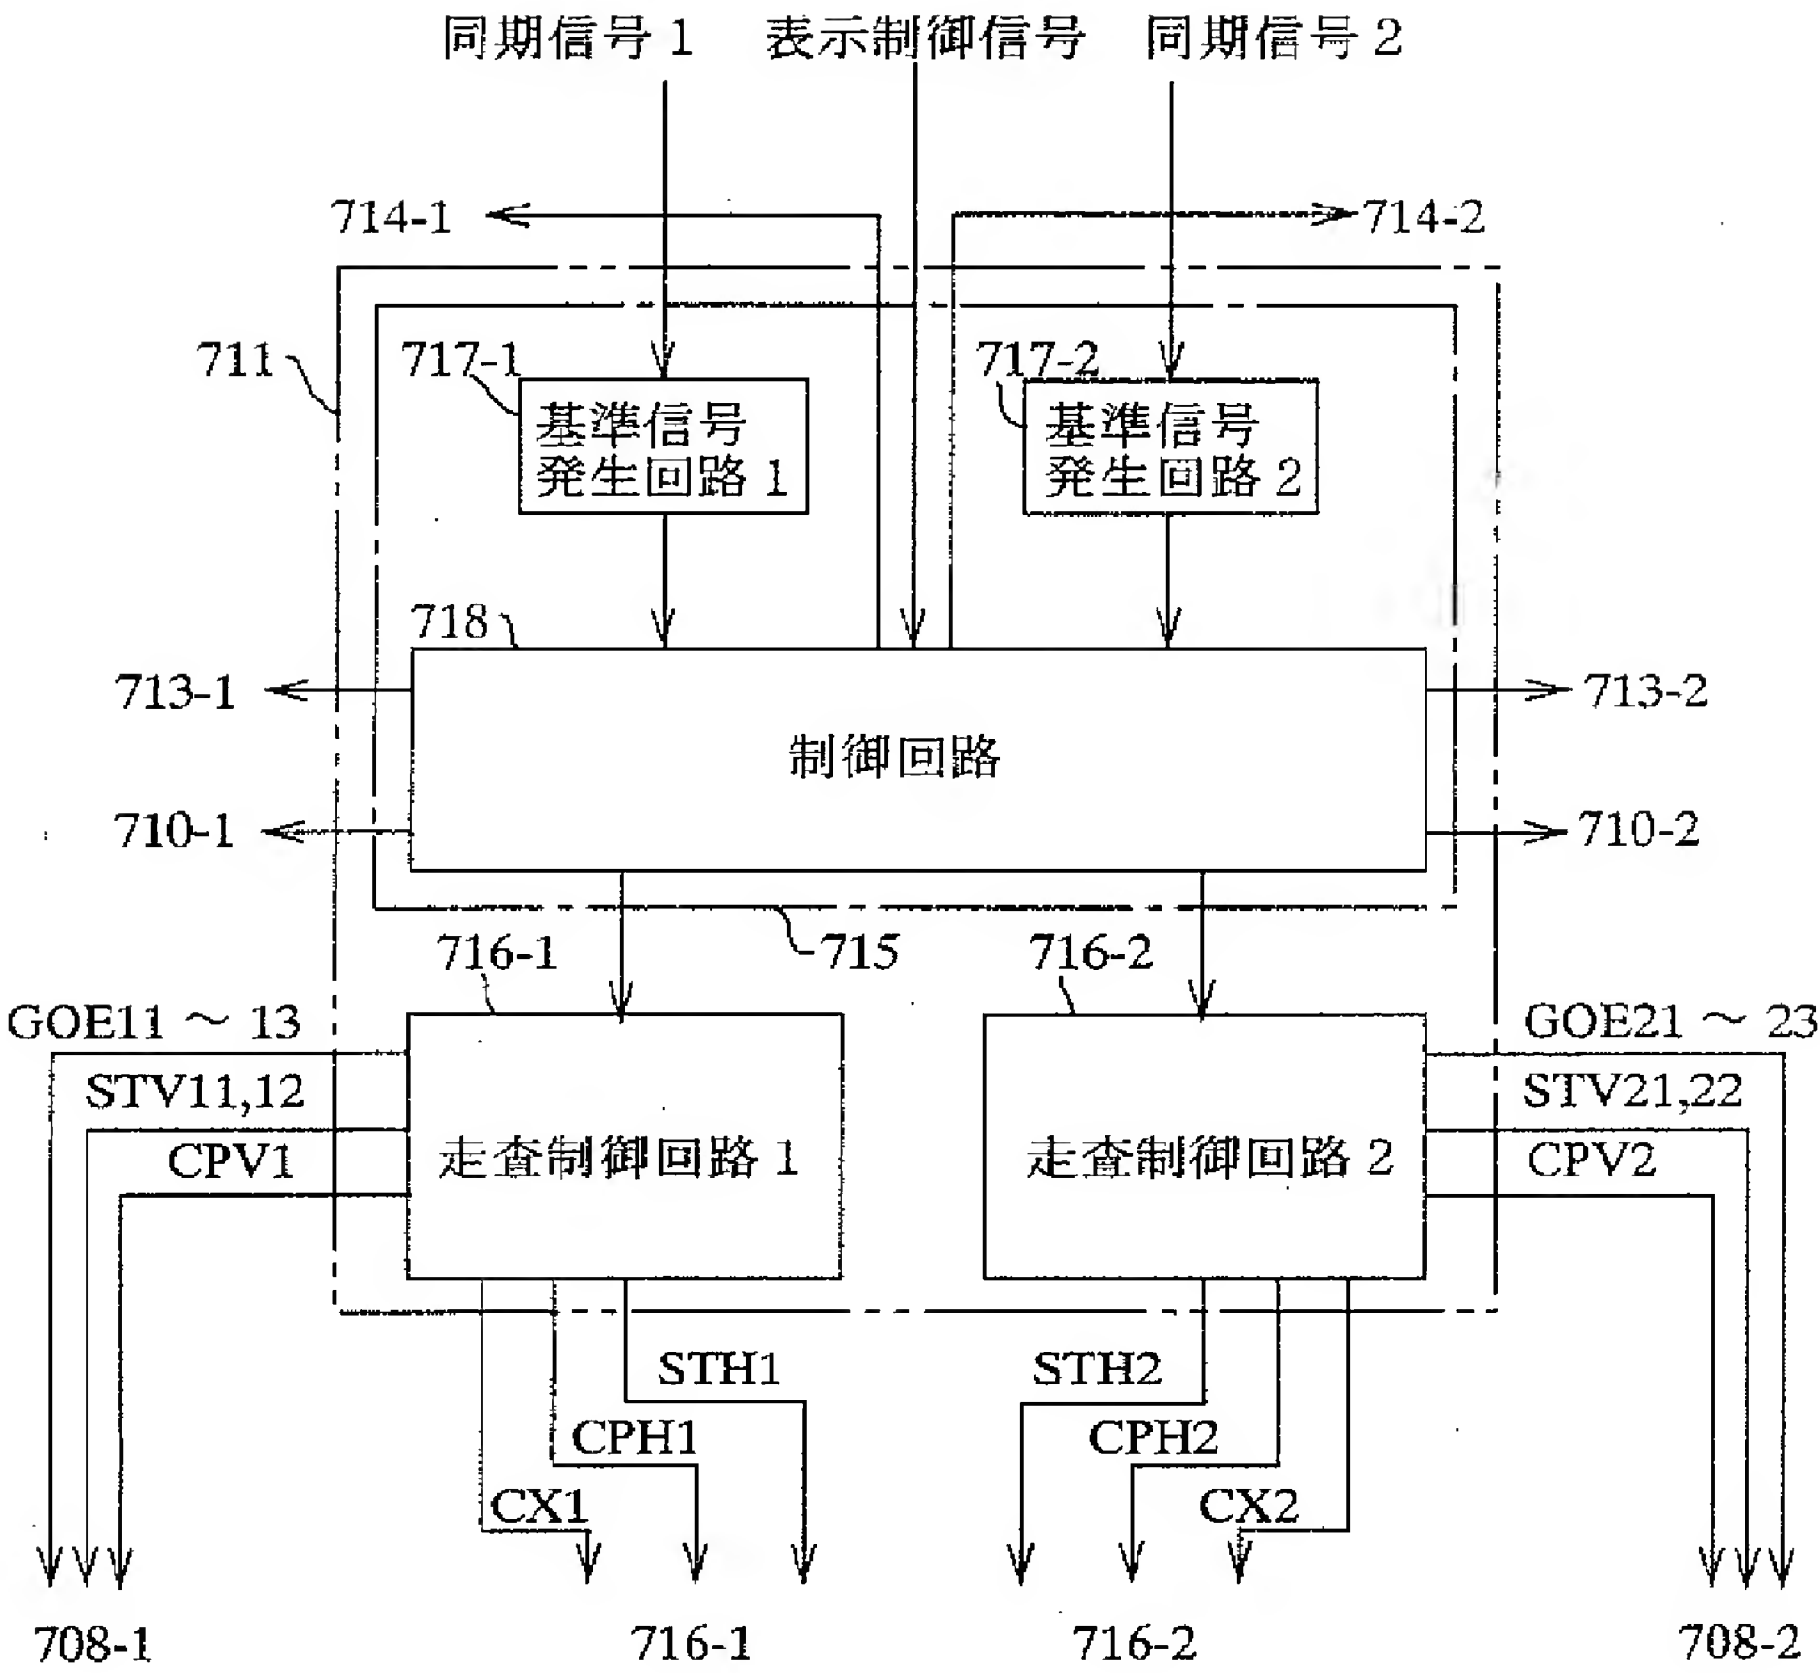 同期信号1
表示制御信号
同期信号2
714-1
714-2
711
717-1
717-2
基準信号
発生回路1
基準信号
発生回路2
718
713-1
713-2
制御回路
710-1
710-2
716-1
715
716-2
GOE11 ～ 13
GOE21 ～ 23
STV11,12
STV21,22
CPV1
CPV2
走査制御回路1
走査制御回路2
STH1
STH2
CPH1
CPH2
CX1
CX2
708-1
716-1
716-2
708-2